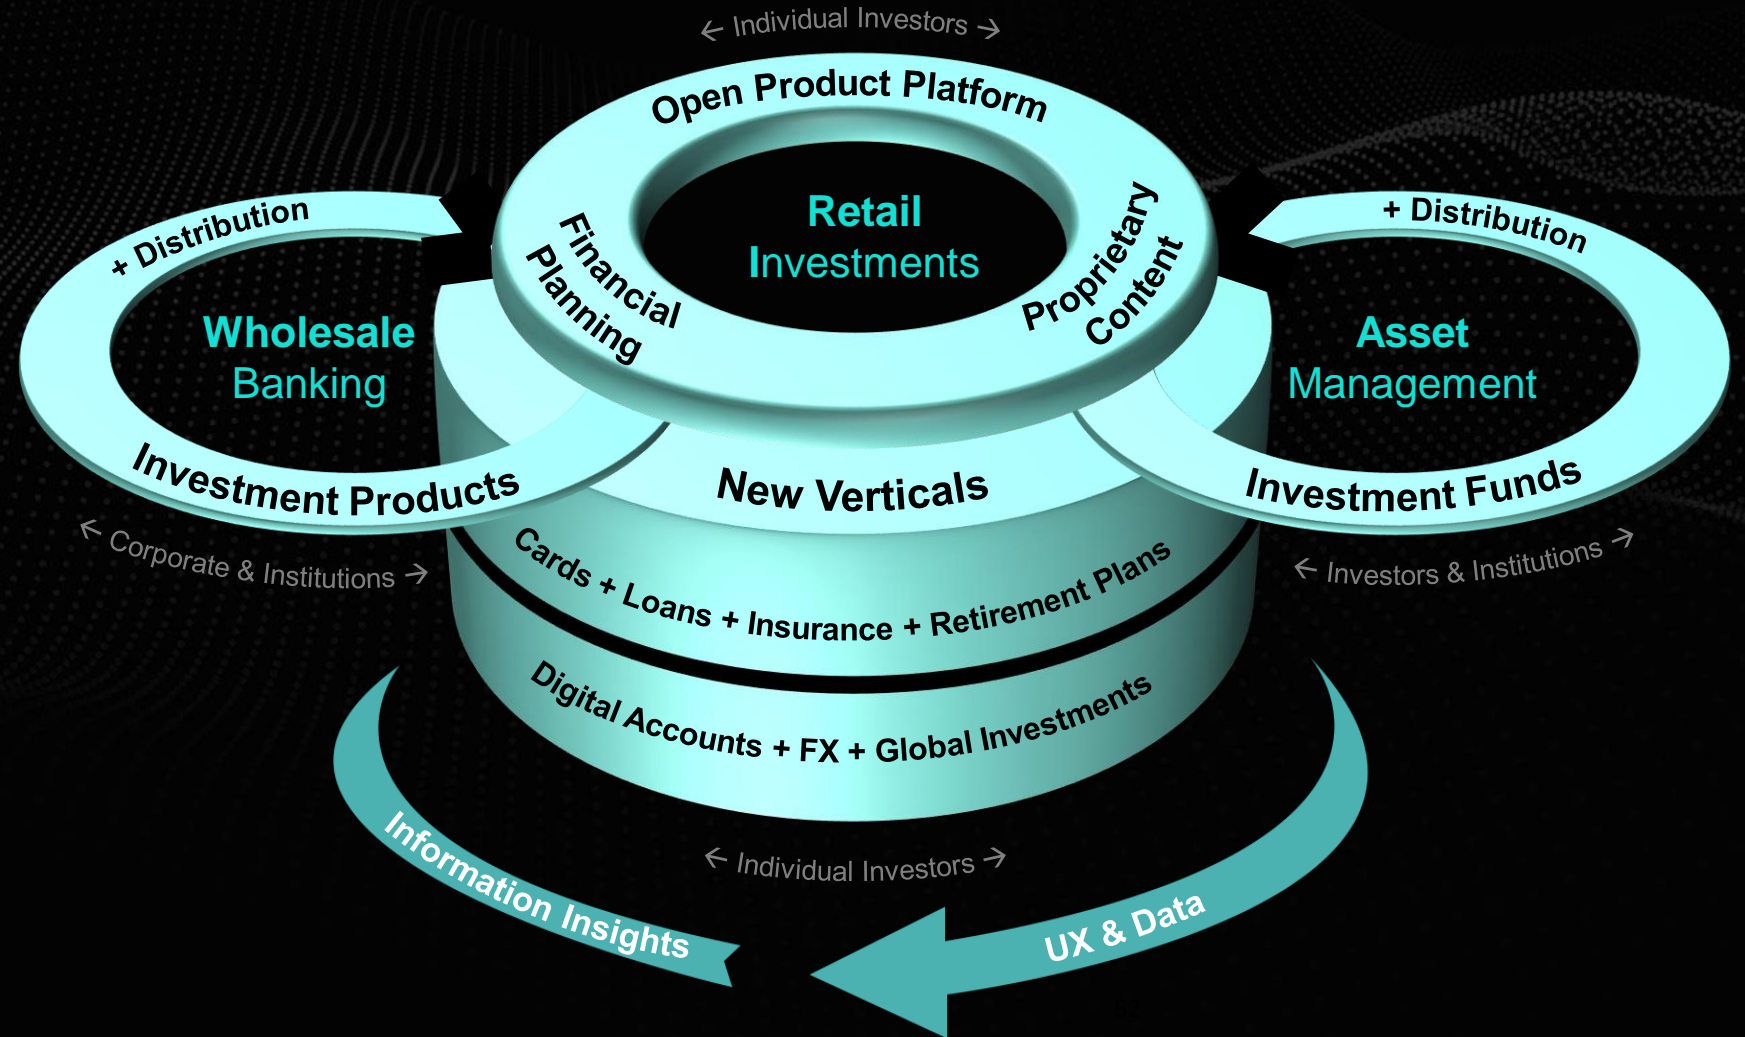 ← Individual Investors →
Open Product Platform
Financial
Planning
Retail
Investments
Proprietary
Content
+ Distribution
Wholesale
Banking
Investment Products
← Corporate & Institutions →
+ Distribution
Asset
Management
Investment Funds
← Investors & Institutions →
New Verticals
Cards + Loans + Insurance + Retirement Plans
Digital Accounts + FX + Global Investments
← Individual Investors →
Information Insights
UX & Data